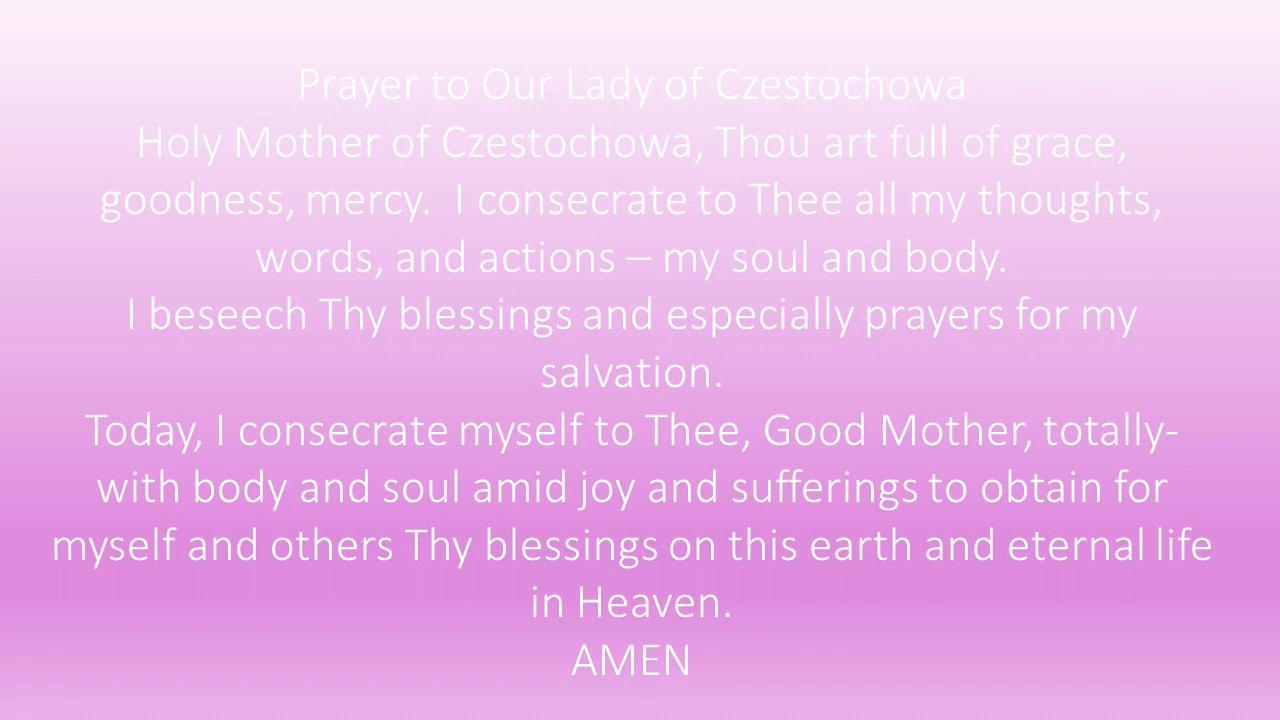 Prayer to Our Lady of Czestochowa
Holy Mother of Czestochowa, Thou art full of grace,
goodness, mercy.  I consecrate to Thee all my thoughts,
words, and actions – my soul and body.
I beseech Thy blessings and especially prayers for my
salvation.
Today, I consecrate myself to Thee, Good Mother, totally-
with body and soul amid joy and sufferings to obtain for
myself and others Thy blessings on this earth and eternal life
in Heaven.
AMEN